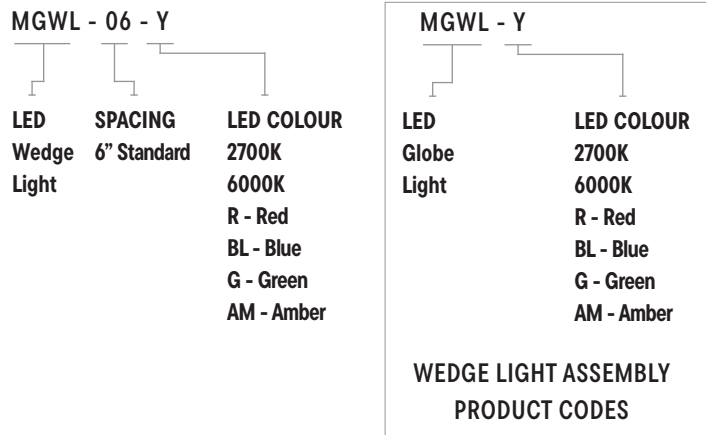 MGWL - 06 - Y
LED SPACING LED COLOUR
Wedge 6” Standard 2700K
Light 6000K
R - Red
BL - Blue
G - Green
AM - Amber
MGWL - Y
LED LED COLOUR
Globe 2700K
Light 6000K
R - Red
BL - Blue
G - Green
AM - Amber
WEDGE LIGHT ASSEMBLY
PRODUCT CODES